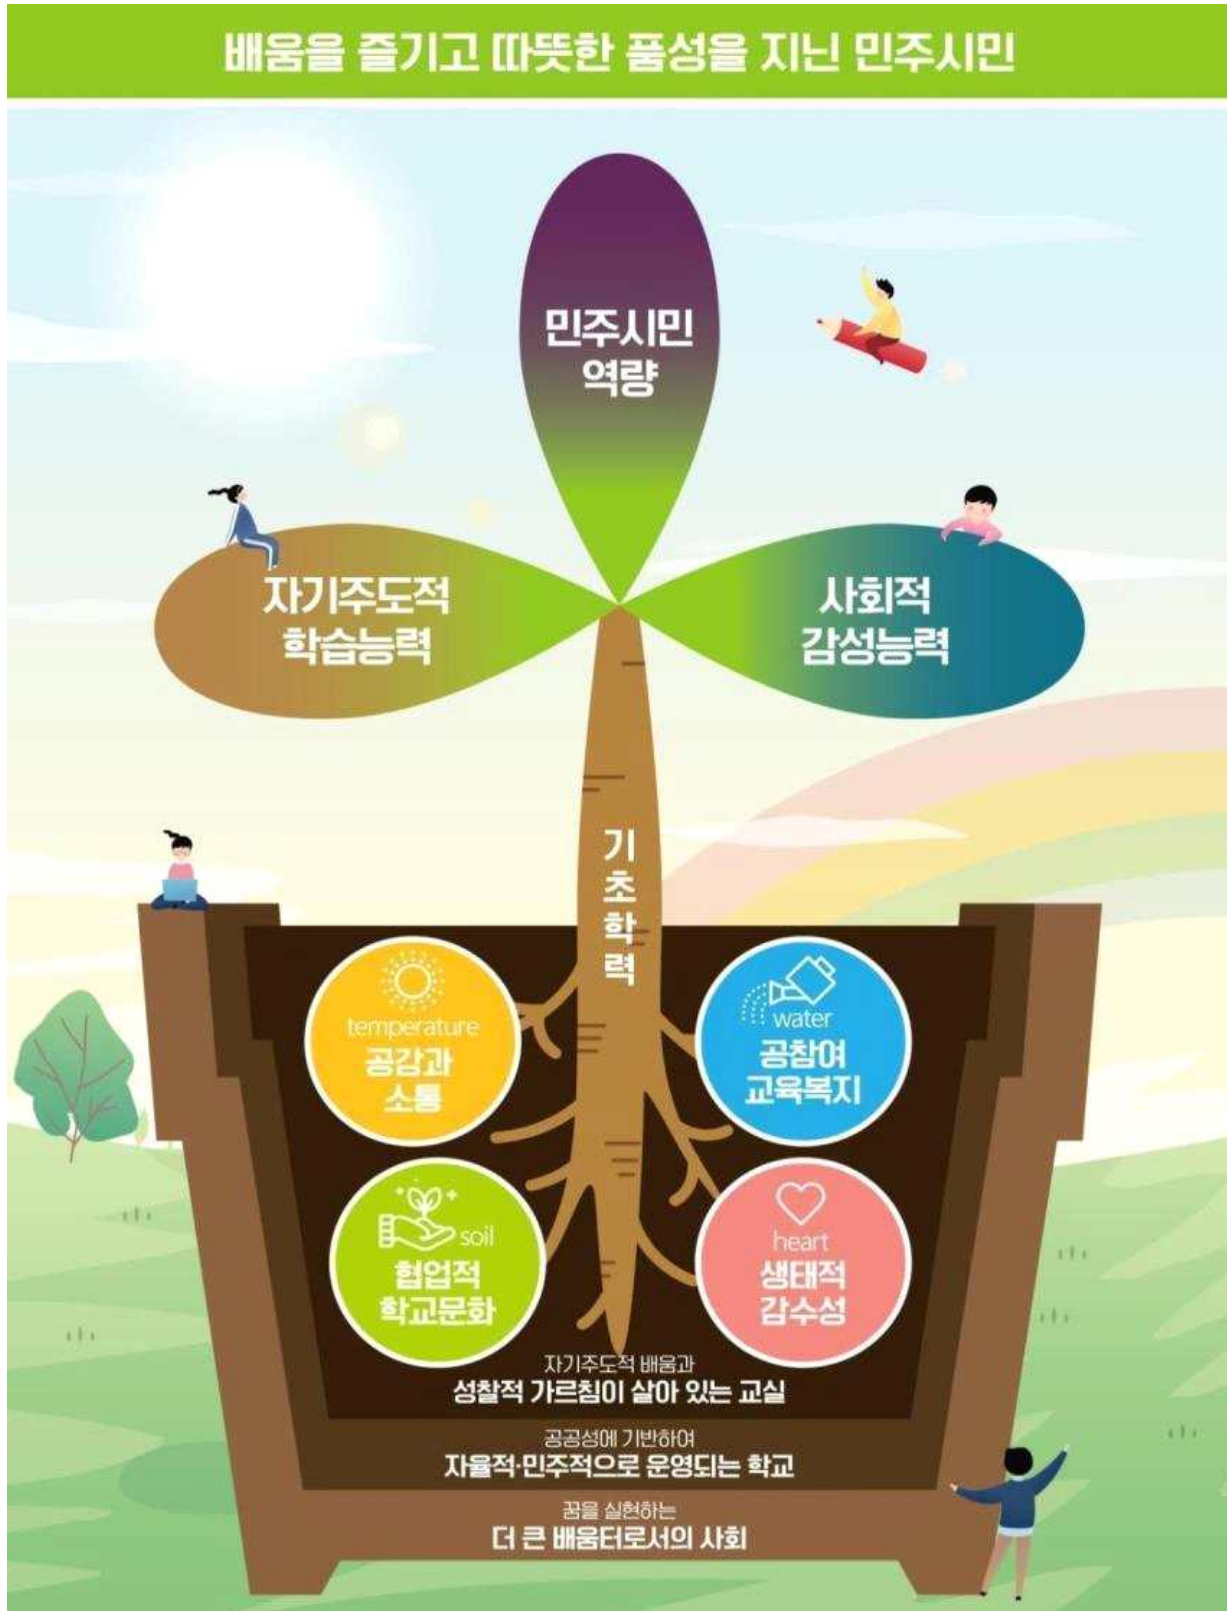 배움을 즐기고 따뜻한 품성을 지닌 민주시민
민주시민
역량
자기주도적
학습능력
사회적
감성능력
기
초
학
력
temperature
공감과
소통
water
공참여
교육복지
soil
협업적
학교문화
heart
생태적
감수성
자기주도적 배움과
성찰적 가르침이 살아 있는 교실
공공성에 기반하여
자율적·민주적으로 운영되는 학교
꿈을 실현하는
더 큰 배움터로서의 사회